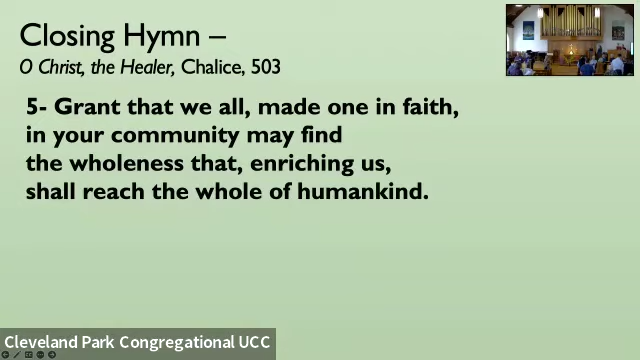 Closing Hymn –
O Christ, the Healer, Chalice, 503
5- Grant that we all, made one in faith,
in your community may find
the wholeness that, enriching us,
shall reach the whole of humankind.
Cleveland Park Congregational UCC